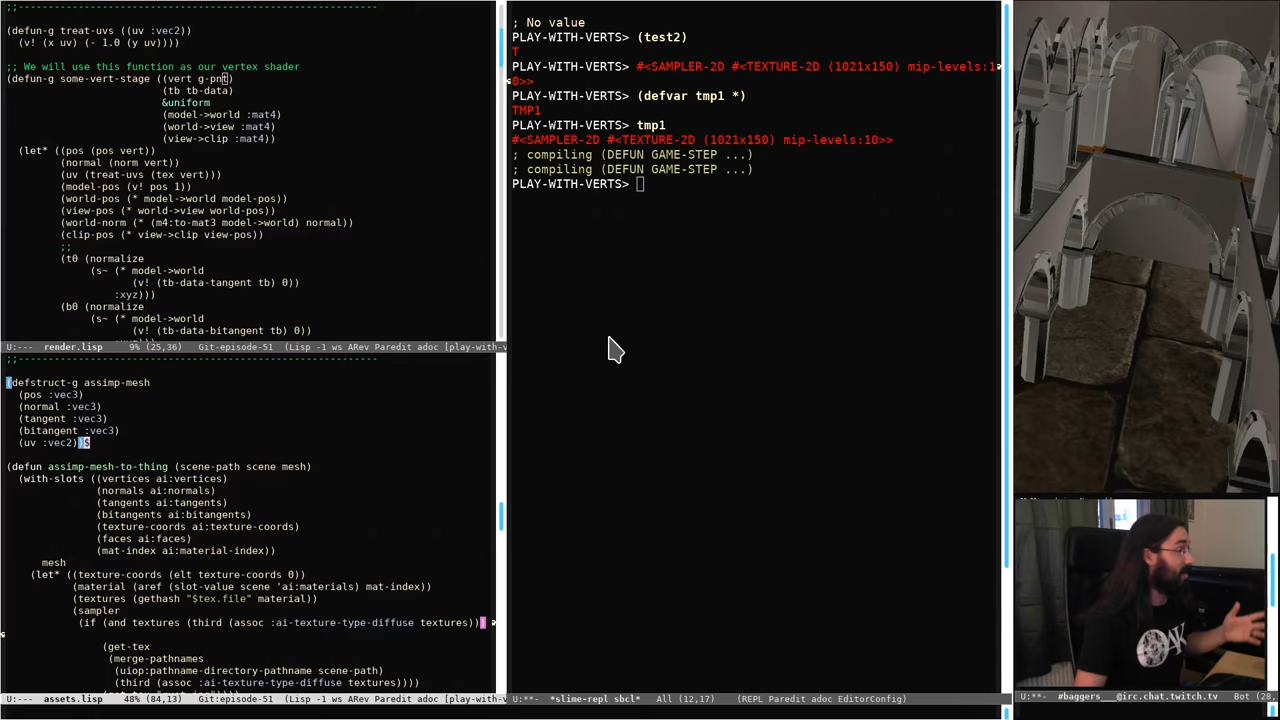 ;;-------------------------------------------------------------------
(defun-g treat-uvs ((uv :vec2))
  (v! (x uv) (- 1.0 (y uv))))
;; We will use this function as our vertex shader
(defun-g some-vert-stage ((vert g-pnt)
                          (tb tb-data)
                          &uniform
                          (model->world :mat4)
                          (world->view :mat4)
                          (view->clip :mat4))
  (let* ((pos (pos vert))
         (normal (norm vert))
         (uv (treat-uvs (tex vert)))
         (model-pos (v! pos 1))
         (world-pos (* model->world model-pos))
         (view-pos (* world->view world-pos))
         (world-norm (* (m4:to-mat3 model->world) normal))
         (clip-pos (* view->clip view-pos))
         ;;
         (t0 (normalize
              (s~ (* model->world
                     (v! (tb-data-tangent tb) 0))
                  :xyz)))
         (b0 (normalize
              (s~ (* model->world
                     (v! (tb-data-bitangent tb) 0))
U:---  render.lisp     9% (25,36)   Git-episode-51  (Lisp -1 ws ARev Paredit adoc [play-with-v
;;-------------------------------------------------------------------
(defstruct-g assimp-mesh
  (pos :vec3)
  (normal :vec3)
  (tangent :vec3)
  (bitangent :vec3)
  (uv :vec2))$
(defun assimp-mesh-to-thing (scene-path scene mesh)
  (with-slots ((vertices ai:vertices)
               (normals ai:normals)
               (tangents ai:tangents)
               (bitangents ai:bitangents)
               (texture-coords ai:texture-coords)
               (faces ai:faces)
               (mat-index ai:material-index))
      mesh
    (let* ((texture-coords (elt texture-coords 0))
           (material (aref (slot-value scene 'ai:materials) mat-index))
           (textures (gethash "$tex.file" material))
           (sampler
            (if (and textures (third (assoc :ai-texture-type-diffuse textures)))
                (get-tex
                 (merge-pathnames
                  (uiop:pathname-directory-pathname scene-path)
                  (third (assoc :ai-texture-type-diffuse textures))))
U:---  assets.lisp    48% (84,13)   Git-episode-51  (Lisp -1 ws ARev Paredit adoc [play-with-v
; No value
PLAY-WITH-VERTS> (test2)
T
PLAY-WITH-VERTS> #<SAMPLER-2D #<TEXTURE-2D (1021x150) mip-levels:1
0>>
PLAY-WITH-VERTS> (defvar tmp1 *)
TMP1
PLAY-WITH-VERTS> tmp1
#<SAMPLER-2D #<TEXTURE-2D (1021x150) mip-levels:10>>
; compiling (DEFUN GAME-STEP ...)
; compiling (DEFUN GAME-STEP ...)
PLAY-WITH-VERTS>
U:**-  *slime-repl sbcl*   All (12,17)    (REPL Paredit adoc EditorConfig)
U:**-  #baggers___@irc.chat.twitch.tv   Bot (28,